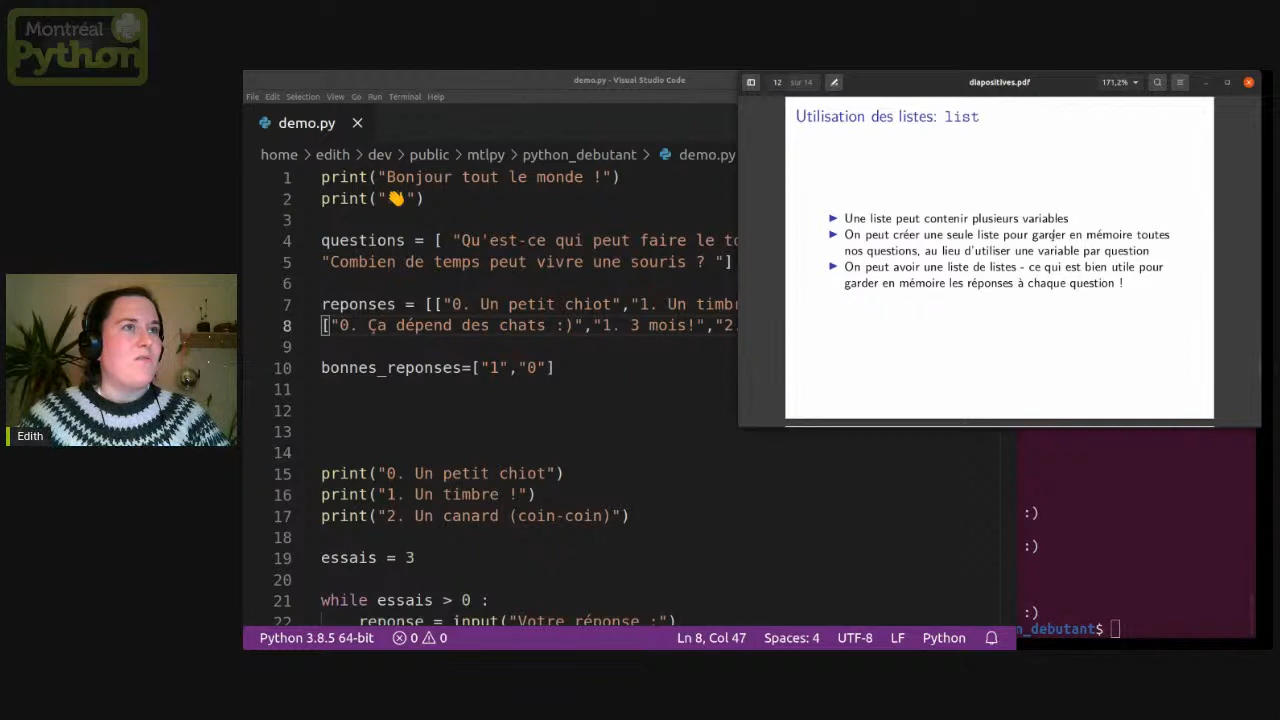 Montréal
Python
demo.py - Visual Studio Code
File Edit Selection View Go Run Terminal Help
demo.py
home > edith > dev > public > mtlpy > python_debutant > demo.py
1 print("Bonjour tout le monde !")
2 print("👋")
3
4 questions = [ "Qu'est-ce qui peut faire le to
5 "Combien de temps peut vivre une souris ? "]
6
7 reponses = [["0. Un petit chiot","1. Un timbr
8 ["0. Ça dépend des chats :)","1. 3 mois!","2.
9
10 bonnes_reponses=["1","0"]
11
12
13
14
15 print("0. Un petit chiot")
16 print("1. Un timbre !")
17 print("2. Un canard (coin-coin)")
18
19 essais = 3
20
21 while essais > 0 :
22 reponse = input("Votre réponse :")
Python 3.8.5 64-bit 0 0 Ln 8, Col 47 Spaces: 4 UTF-8 LF Python
12 sur 14 diapositives.pdf 171,2%
Utilisation des listes: list
Une liste peut contenir plusieurs variables
On peut créer une seule liste pour garder en mémoire toutes
nos questions, au lieu d'utiliser une variable par question
On peut avoir une liste de listes - ce qui est bien utile pour
garder en mémoire les réponses à chaque question !
:)
:)
:)
n_debutant$
Edith